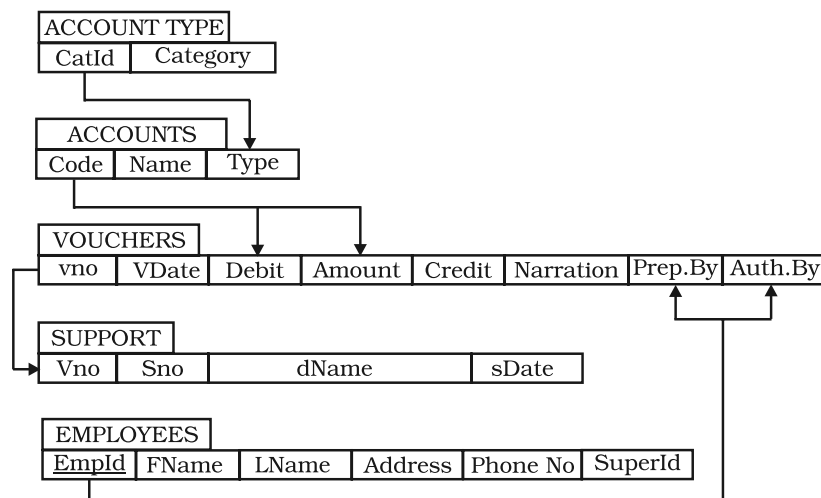 ACCOUNT TYPE
CatId Category
ACCOUNTS
Code Name Type
VOUCHERS
vno VDate Debit Amount Credit Narration Prep.By Auth.By
SUPPORT
Vno Sno dName sDate
EMPLOYEES
EmpId FName LName Address Phone No SuperId